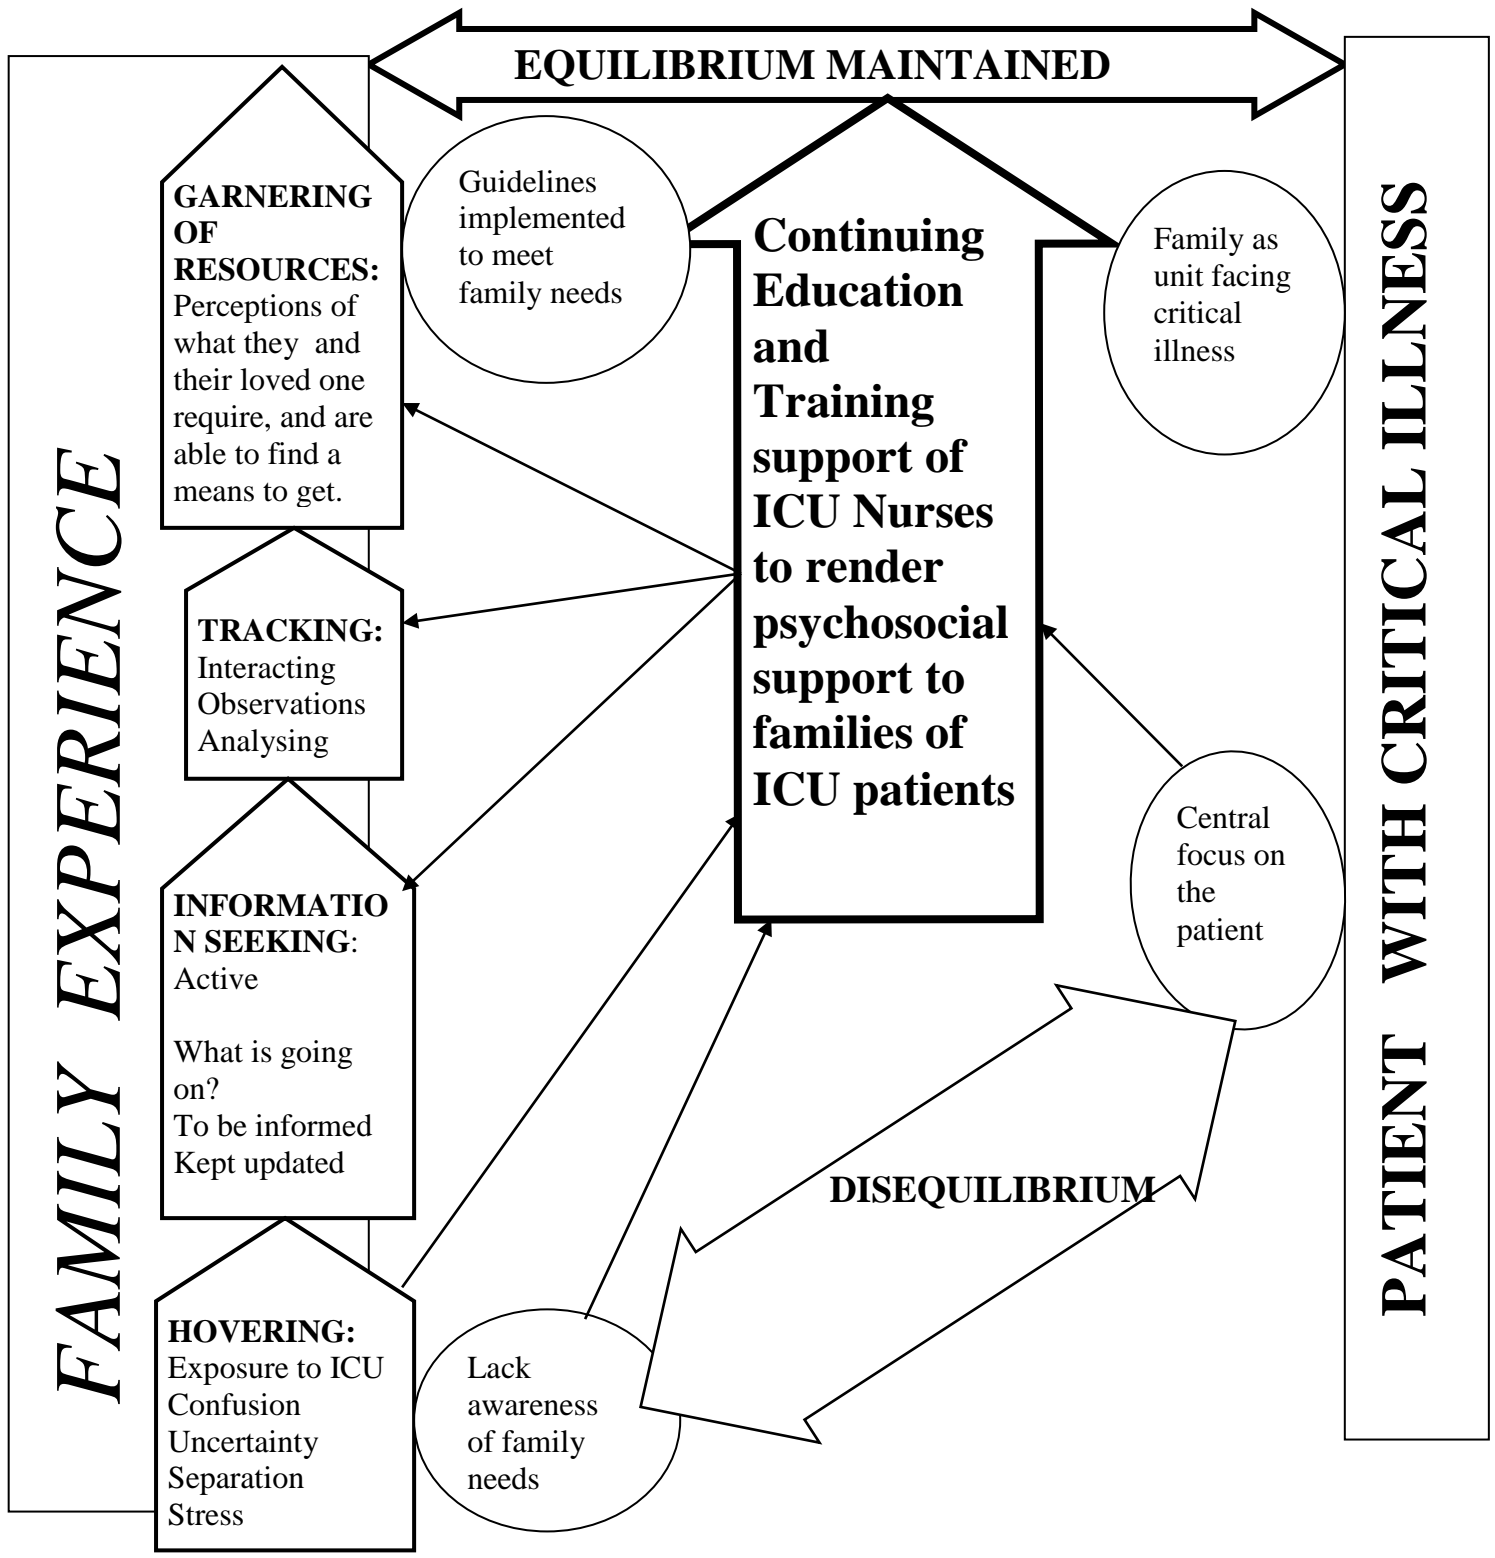 EQUILIBRIUM MAINTAINED
FAMILY EXPERIENCE
GARNERING
OF
RESOURCES:
Perceptions of
what they and
their loved one
require, and are
able to find a
means to get.
TRACKING:
Interacting
Observations
Analysing
INFORMATIO
N SEEKING:
Active
What is going
on?
To be informed
Kept updated
HOVERING:
Exposure to ICU
Confusion
Uncertainty
Separation
Stress
Guidelines
implemented
to meet
family needs
Lack
awareness
of family
needs
Continuing
Education
and
Training
support of
ICU Nurses
to render
psychosocial
support to
families of
ICU patients
DISEQUILIBRIUM
Family as
unit facing
critical
illness
Central
focus on
the
patient
PATIENT WITH CRITICAL ILLNESS